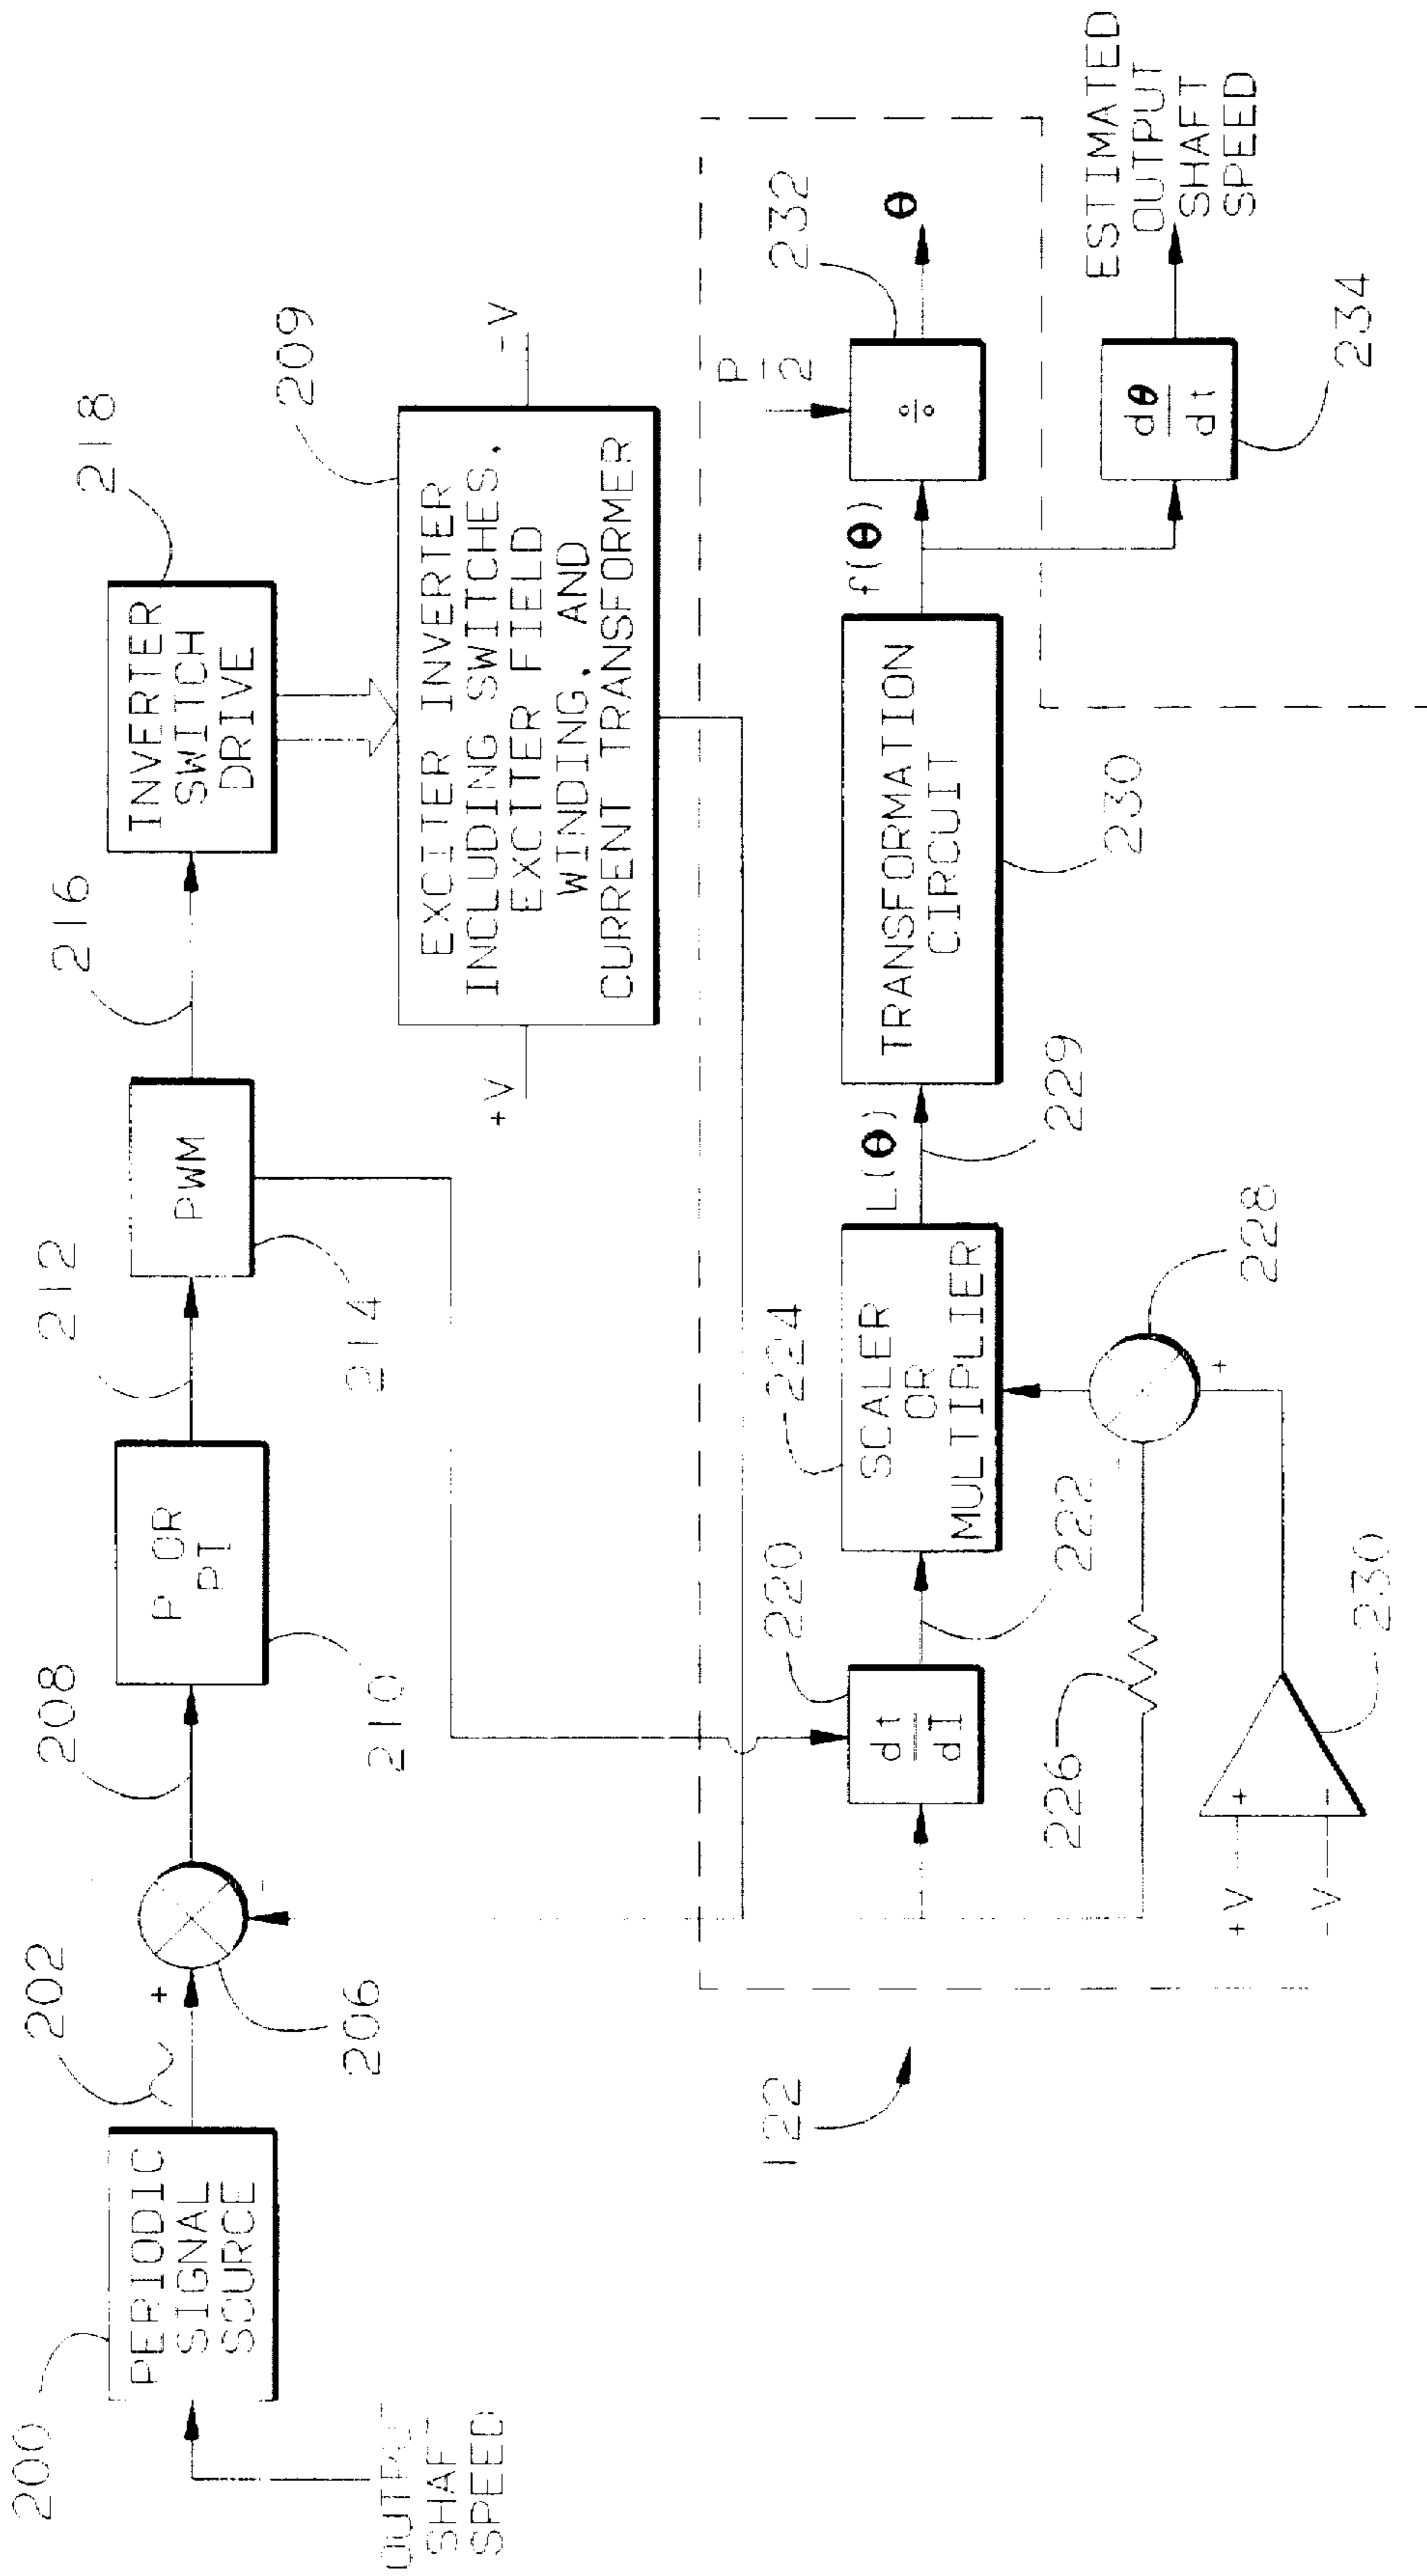 200
PERIODIC
SIGNAL
SOURCE
SHAFT
SPEED
202
+
206
-
208
P OR
PI
210
212
PWM
214
216
INVERTER
SWITCH
DRIVE
218
209
EXCITER INVERTER
INCLUDING SWITCHES,
EXCITER FIELD
WINDING, AND
CURRENT TRANSFORMER
+V
-V
122
dt
dI
220
222
SCALER
OR
MULTIPLIER
224
226
228
+
+V
+
-V
-
230
L(θ)
229
TRANSFORMATION
CIRCUIT
230
f(θ)
P
2
÷
232
θ
dθ
dt
234
ESTIMATED
OUTPUT
SHAFT
SPEED